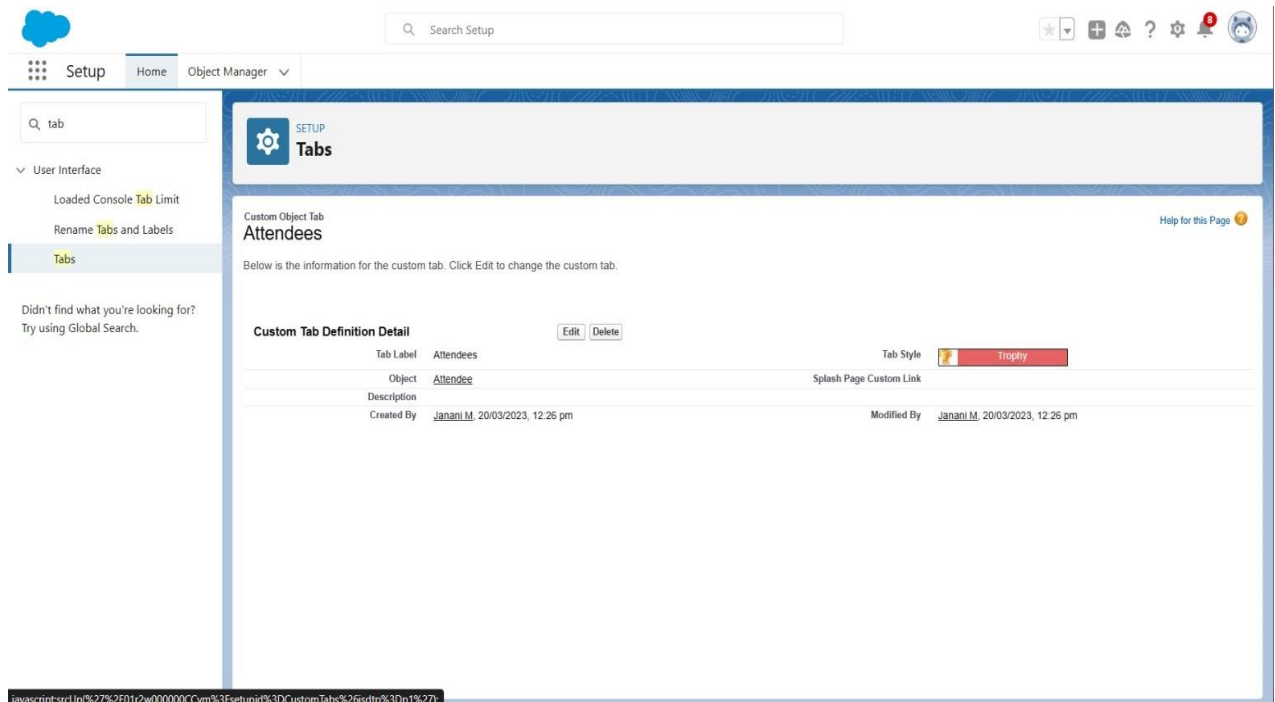 Search Setup
8
Setup
Home
Object Manager
tab
User Interface
Loaded Console Tab Limit
Rename Tabs and Labels
Tabs
Didn't find what you're looking for?
Try using Global Search.
SETUP
Tabs
Custom Object Tab
Attendees
Help for this Page
Below is the information for the custom tab. Click Edit to change the custom tab.
Custom Tab Definition Detail Edit Delete
Tab Label Attendees Tab Style Trophy
Object Attendee Splash Page Custom Link
Description
Created By Janani M, 20/03/2023, 12:26 pm Modified By Janani M, 20/03/2023, 12:26 pm